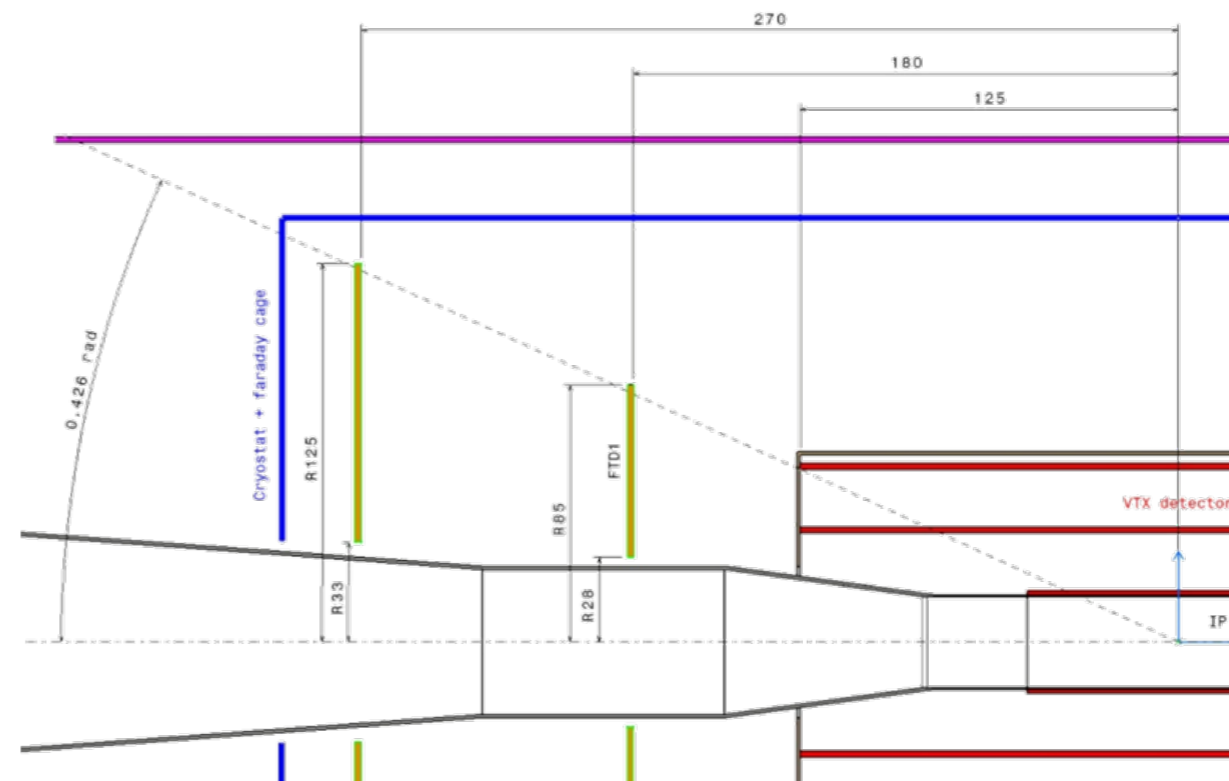 270
180
125
0.426 rad
Cryostat + faraday cage
R125
R33
R85
FTD1
R28
VTX detector
IP